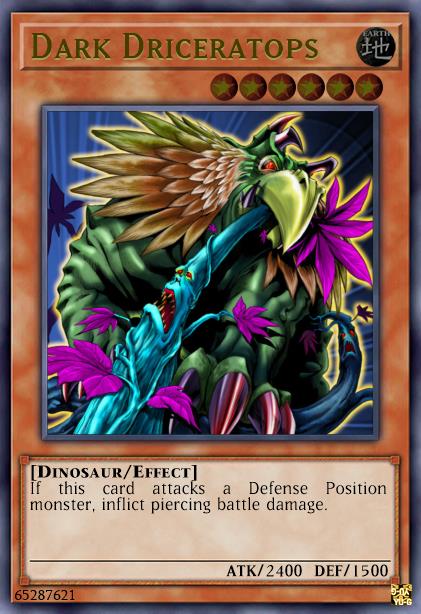 Dark Driceratops
EARTH
地
[Dinosaur/Effect]
If this card attacks a Defense Position
monster, inflict piercing battle damage.
ATK/2400 DEF/1500
65287621